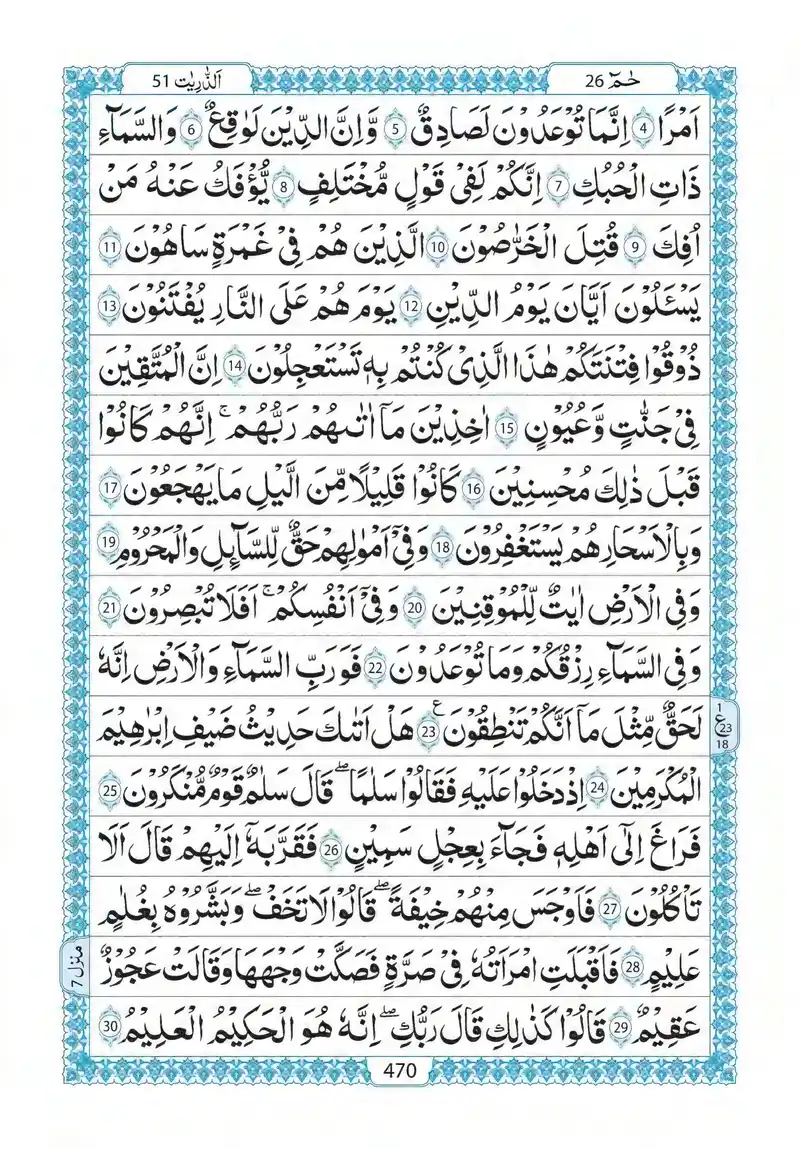 حٰمٓ 26
اَلذّٰرِیٰت 51
اَمۡرًا ④ اِنَّمَا تُوۡعَدُوۡنَ لَصَادِقٌ ⑤ وَّاِنَّ الدِّیۡنَ لَوَاقِعٌ ⑥ وَالسَّمَآءِ
ذَاتِ الۡحُبُكِ ⑦ اِنَّكُمۡ لَفِیۡ قَوۡلٍ مُّخۡتَلِفٍ ⑧ یُّؤۡفَكُ عَنۡهُ مَنۡ
اُفِكَ ⑨ قُتِلَ الۡخَرّٰصُوۡنَ ⑩ الَّذِیۡنَ هُمۡ فِیۡ غَمۡرَةٍ سَاهُوۡنَ ⑪
یَسۡـَٔلُوۡنَ اَیَّانَ یَوۡمُ الدِّیۡنِ ⑫ یَوۡمَ هُمۡ عَلَی النَّارِ یُفۡتَنُوۡنَ ⑬
ذُوۡقُوۡا فِتۡنَتَكُمۡ هٰذَا الَّذِیۡ كُنۡتُمۡ بِهٖ تَسۡتَعۡجِلُوۡنَ ⑭ اِنَّ الۡمُتَّقِیۡنَ
فِیۡ جَنّٰتٍ وَّعُیُوۡنٍ ⑮ اٰخِذِیۡنَ مَاۤ اٰتٰىهُمۡ رَبُّهُمۡ ۚ اِنَّهُمۡ كَانُوۡا
قَبۡلَ ذٰلِكَ مُحۡسِنِیۡنَ ⑯ كَانُوۡا قَلِیۡلًا مِّنَ الَّیۡلِ مَا یَهۡجَعُوۡنَ ⑰
وَبِالۡاَسۡحَارِ هُمۡ یَسۡتَغۡفِرُوۡنَ ⑱ وَفِیۡۤ اَمۡوَالِهِمۡ حَقٌّ لِّلسَّآىِٕلِ وَالۡمَحۡرُوۡمِ ⑲
وَفِی الۡاَرۡضِ اٰیٰتٌ لِّلۡمُوۡقِنِیۡنَ ⑳ وَفِیۡۤ اَنۡفُسِكُمۡ ۚ اَفَلَا تُبۡصِرُوۡنَ ㉑
وَفِی السَّمَآءِ رِزۡقُكُمۡ وَمَا تُوۡعَدُوۡنَ ㉒ فَوَرَبِّ السَّمَآءِ وَالۡاَرۡضِ اِنَّهٗ
لَحَقٌّ مِّثۡلَ مَاۤ اَنَّكُمۡ تَنۡطِقُوۡنَ ㉓ ع هَلۡ اَتٰىكَ حَدِیۡثُ ضَیۡفِ اِبۡرٰهِیۡمَ
1
ع 23
18
الۡمُكۡرَمِیۡنَ ㉔ اِذۡ دَخَلُوۡا عَلَیۡهِ فَقَالُوۡا سَلٰمًا ؕ قَالَ سَلٰمٌ ۚ قَوۡمٌ مُّنۡكَرُوۡنَ ㉕
فَرَاغَ اِلٰۤی اَهۡلِهٖ فَجَآءَ بِعِجۡلٍ سَمِیۡنٍ ㉖ فَقَرَّبَهٗۤ اِلَیۡهِمۡ قَالَ اَلَا
تَاۡكُلُوۡنَ ㉗ فَاَوۡجَسَ مِنۡهُمۡ خِیۡفَةً ؕ قَالُوۡا لَا تَخَفۡ ؕ وَبَشَّرُوۡهُ بِغُلٰمٍ
عَلِیۡمٍ ㉘ فَاَقۡبَلَتِ امۡرَاَتُهٗ فِیۡ صَرَّةٍ فَصَكَّتۡ وَجۡهَهَا وَقَالَتۡ عَجُوۡزٌ
منزل 7
عَقِیۡمٌ ㉙ قَالُوۡا كَذٰلِكِ قَالَ رَبُّكِ ؕ اِنَّهٗ هُوَ الۡحَكِیۡمُ الۡعَلِیۡمُ ㉚
470